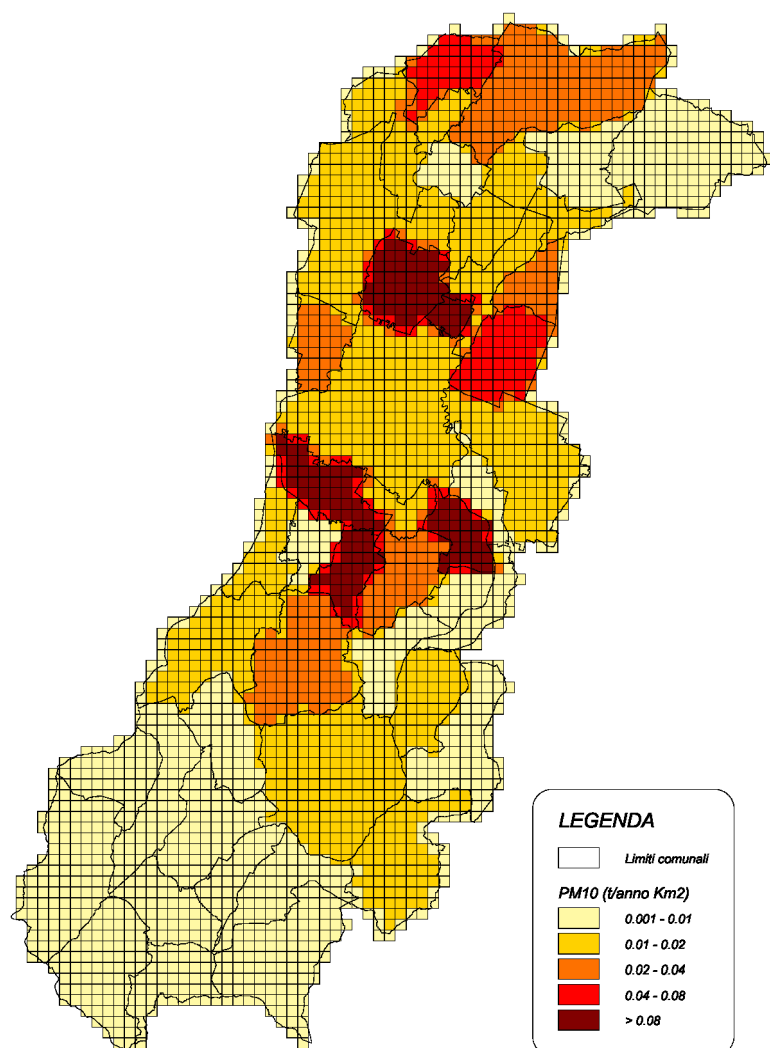 LEGENDA
Limiti comunali
PM10 (t/anno Km2)
0.001 - 0.01
0.01 - 0.02
0.02 - 0.04
0.04 - 0.08
> 0.08